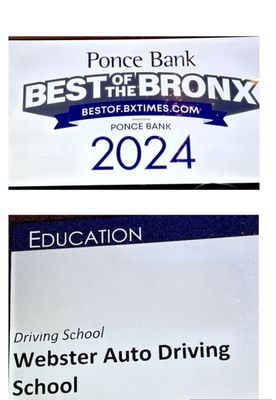 Ponce Bank
BEST OF THE BRONX
BESTOF.BXTIMES.COM
PONCE BANK
2024
EDUCATION
Driving School
Webster Auto Driving
School